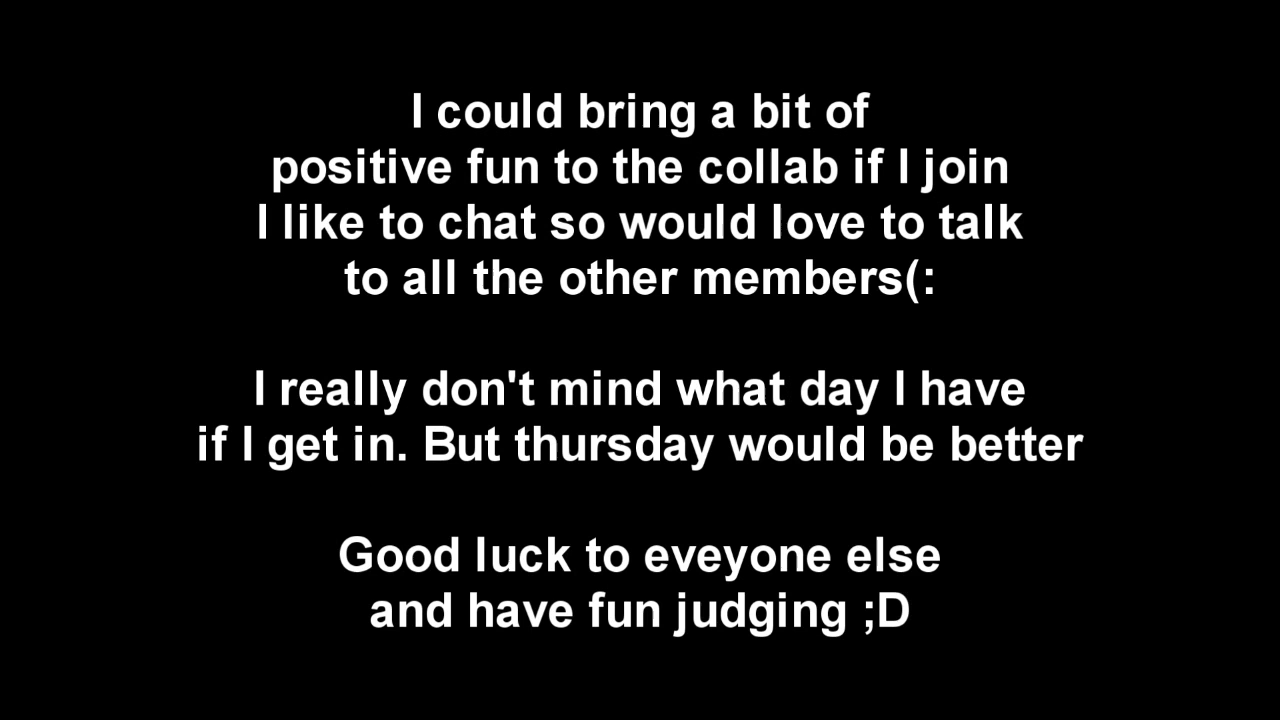 I could bring a bit of
positive fun to the collab if I join
I like to chat so would love to talk
to all the other members(:
I really don't mind what day I have
if I get in. But thursday would be better
Good luck to eveyone else
and have fun judging ;D